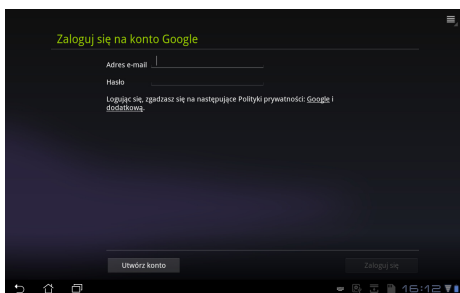 Zaloguj się na konto Google
Adres e-mail
Hasło
Logując się, zgadzasz się na następujące Polityki prywatności: Google i
dodatkową.
Utwórz konto
Zaloguj się
16:12